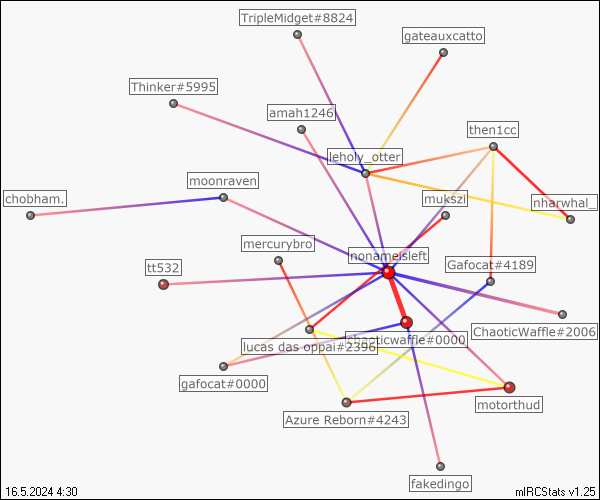 TripleMidget#8824
gateauxcatto
Thinker#5995
amah1246
then1cc
leholy_otter
moonraven
chobham.
mukszi
nharwhal_
mercurybro
nonameisleft
tt532
Gafocat#4189
ChaoticWaffle#2006
chaoticwaffle#0000
lucas das oppai#2396
gafocat#0000
motorthud
Azure Reborn#4243
fakedingo
16.5.2024 4:30
mIRCStats v1.25